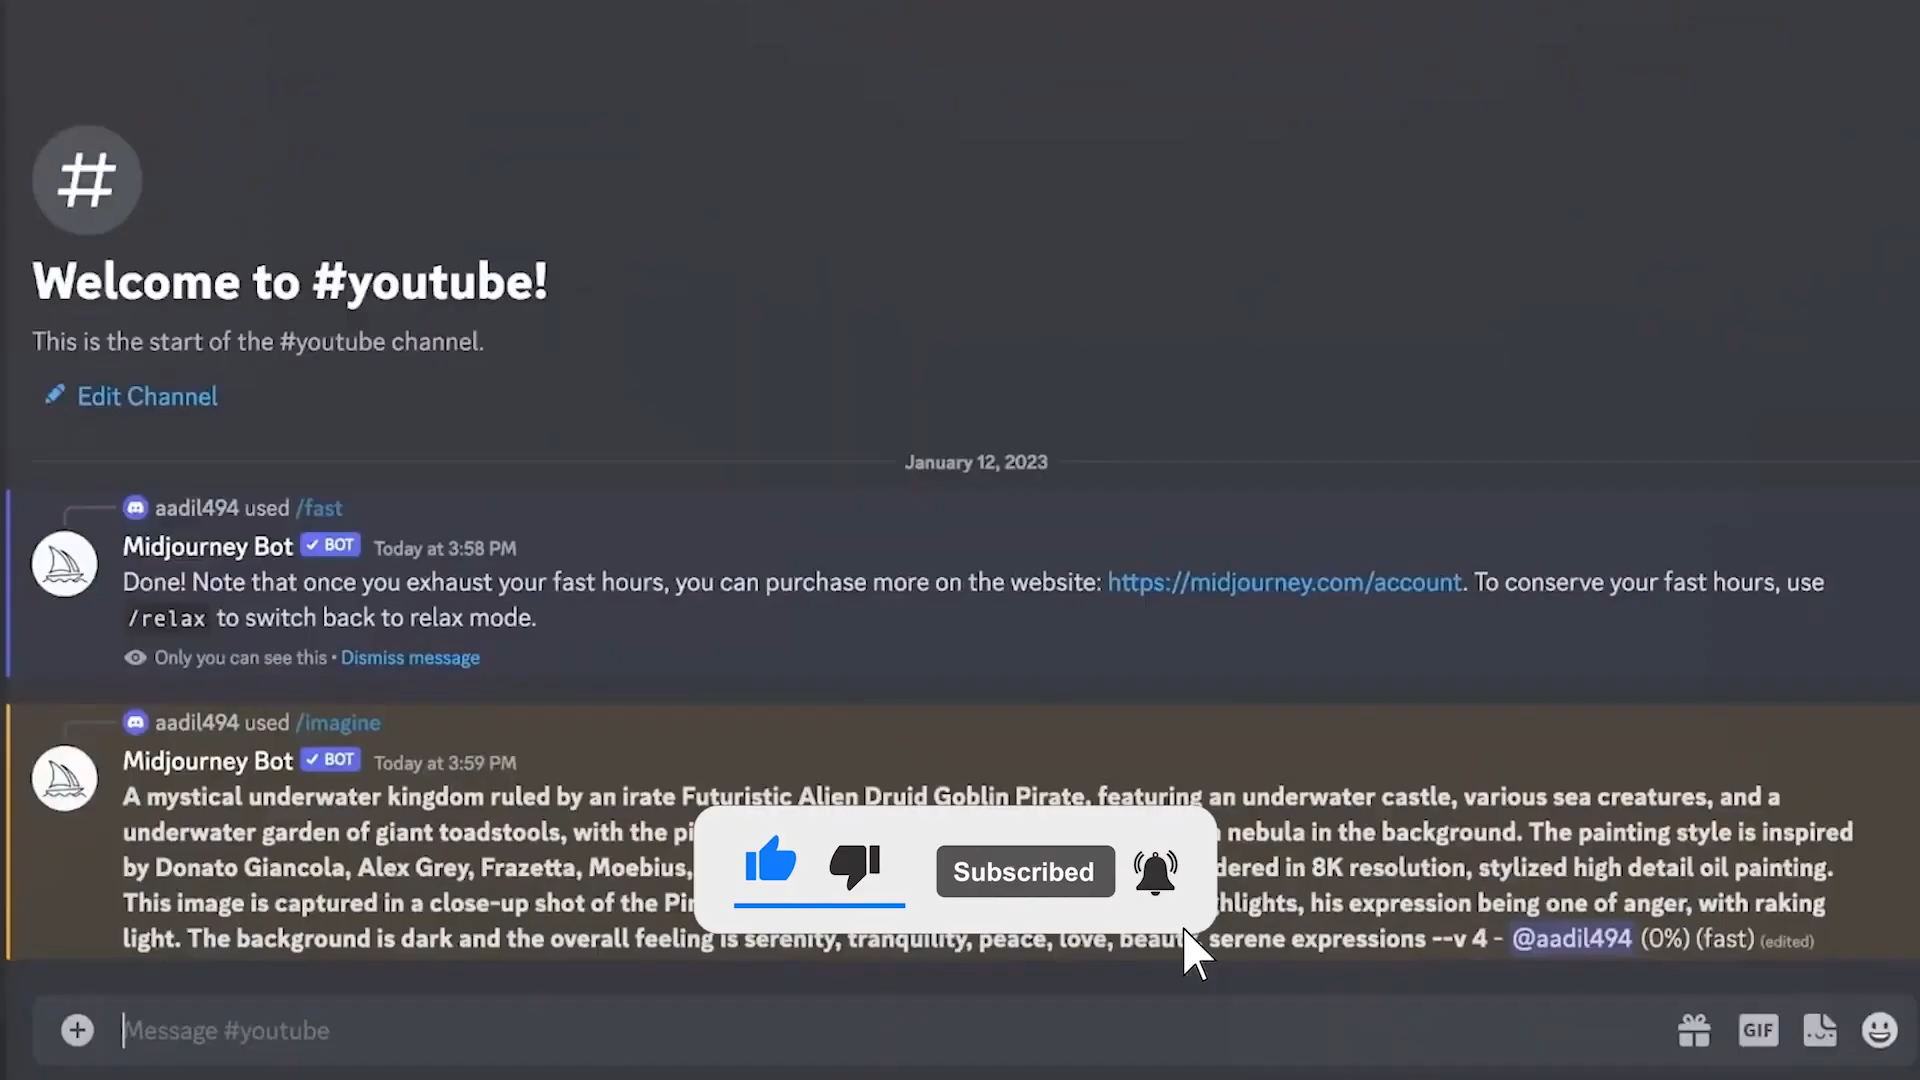 #
Welcome to #youtube!
This is the start of the #youtube channel.
Edit Channel
January 12, 2023
aadil494 used /fast
Midjourney Bot ✓ BOT Today at 3:58 PM
Done! Note that once you exhaust your fast hours, you can purchase more on the website: https://midjourney.com/account. To conserve your fast hours, use
/relax to switch back to relax mode.
Only you can see this • Dismiss message
aadil494 used /imagine
Midjourney Bot ✓ BOT Today at 3:59 PM
A mystical underwater kingdom ruled by an irate Futuristic Alien Druid Goblin Pirate, featuring an underwater castle, various sea creatures, and a
underwater garden of giant toadstools, with the nebula in the background. The painting style is inspired
by Donato Giancola, Alex Grey, Frazetta, Moebius, in 8K resolution, stylized high detail oil painting.
This image is captured in a close-up shot of the his expression being one of anger, with raking
light. The background is dark and the overall feeling is serenity, tranquility, peace, love, beauty, serene expressions --v 4 - @aadil494 (0%) (fast) (edited)
Subscribed
Message #youtube
GIF